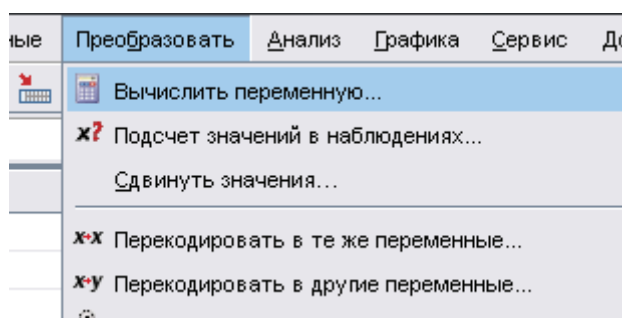 ные Преобразовать Анализ Графика Сервис До
Вычислить переменную...
x? Подсчет значений в наблюдениях...
Сдвинуть значения...
x•x Перекодировать в те же переменные...
x•y Перекодировать в другие переменные...